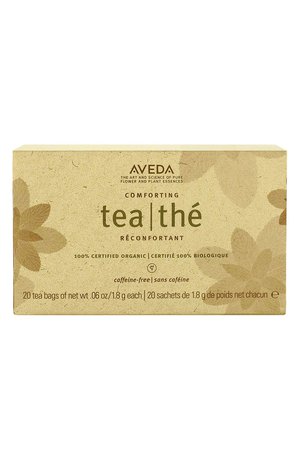 AVEDA
THE ART AND SCIENCE OF PURE
FLOWER AND PLANT ESSENCES
COMFORTING
tea|thé
RÉCONFORTANT
100% CERTIFIED ORGANIC | CERTIFIÉ 100% BIOLOGIQUE
caffeine-free | sans caféine
20 tea bags of net wt .06 oz/1.8 g each | 20 sachets de 1.8 g de poids net chacun ℮